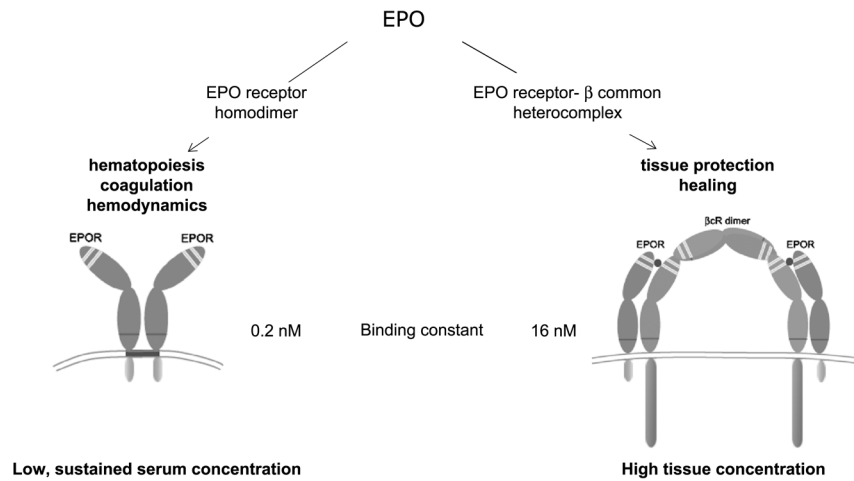 EPO
EPO receptor
homodimer
EPO receptor- β common
heterocomplex
hematopoiesis
coagulation
hemodynamics
tissue protection
healing
EPOR
EPOR
βcR dimer
EPOR
EPOR
0.2 nM
Binding constant
16 nM
Low, sustained serum concentration
High tissue concentration